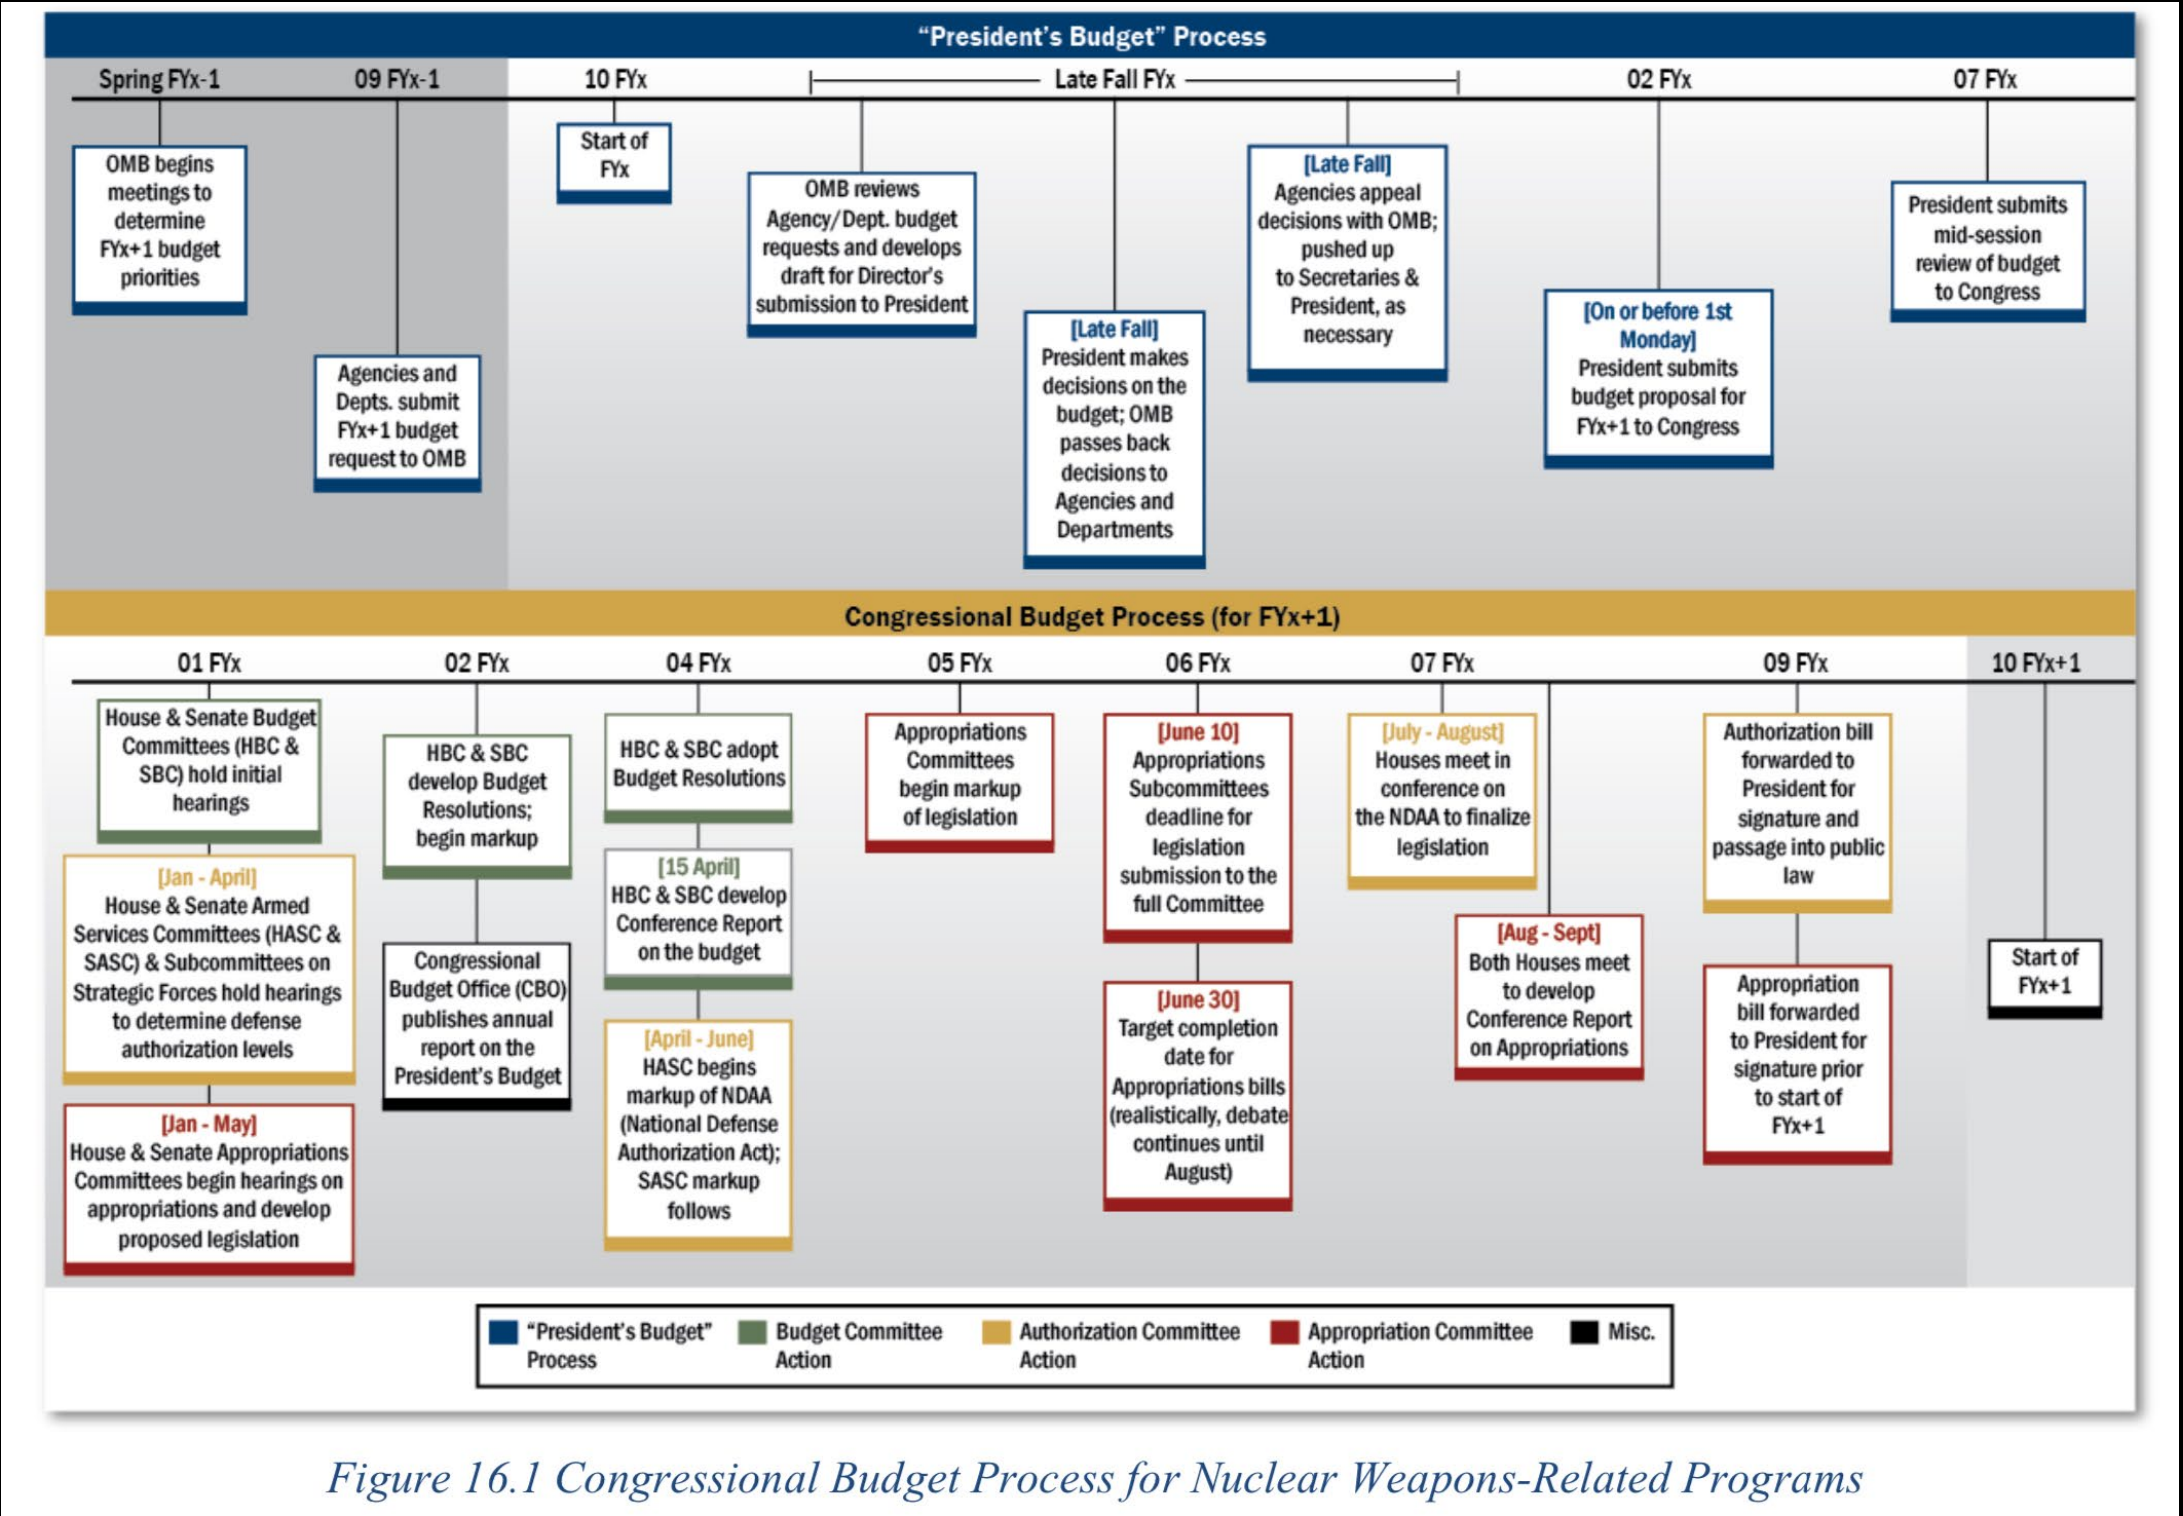 “President’s Budget” Process
Spring FYx-1
09 FYx-1
10 FYx
Late Fall FYx
02 FYx
07 FYx
OMB begins
meetings to
determine
FYx+1 budget
priorities
Agencies and
Depts. submit
FYx+1 budget
request to OMB
Start of
FYx
OMB reviews
Agency/Dept. budget
requests and develops
draft for Director’s
submission to President
[Late Fall]
President makes
decisions on the
budget; OMB
passes back
decisions to
Agencies and
Departments
[Late Fall]
Agencies appeal
decisions with OMB;
pushed up
to Secretaries &
President, as
necessary
[On or before 1st
Monday]
President submits
budget proposal for
FYx+1 to Congress
President submits
mid-session
review of budget
to Congress
Congressional Budget Process (for FYx+1)
01 FYx
02 FYx
04 FYx
05 FYx
06 FYx
07 FYx
09 FYx
10 FYx+1
House & Senate Budget
Committees (HBC &
SBC) hold initial
hearings
[Jan - April]
House & Senate Armed
Services Committees (HASC &
SASC) & Subcommittees on
Strategic Forces hold hearings
to determine defense
authorization levels
[Jan - May]
House & Senate Appropriations
Committees begin hearings on
appropriations and develop
proposed legislation
HBC & SBC
develop Budget
Resolutions;
begin markup
Congressional
Budget Office (CBO)
publishes annual
report on the
President’s Budget
HBC & SBC adopt
Budget Resolutions
[15 April]
HBC & SBC develop
Conference Report
on the budget
[April - June]
HASC begins
markup of NDAA
(National Defense
Authorization Act);
SASC markup
follows
Appropriations
Committees
begin markup
of legislation
[June 10]
Appropriations
Subcommittees
deadline for
legislation
submission to the
full Committee
[June 30]
Target completion
date for
Appropriations bills
(realistically, debate
continues until
August)
[July - August]
Houses meet in
conference on
the NDAA to finalize
legislation
[Aug - Sept]
Both Houses meet
to develop
Conference Report
on Appropriations
Authorization bill
forwarded to
President for
signature and
passage into public
law
Appropriation
bill forwarded
to President for
signature prior
to start of
FYx+1
Start of
FYx+1
“President’s Budget”
Process
Budget Committee
Action
Authorization Committee
Action
Appropriation Committee
Action
Misc.
Figure 16.1 Congressional Budget Process for Nuclear Weapons-Related Programs